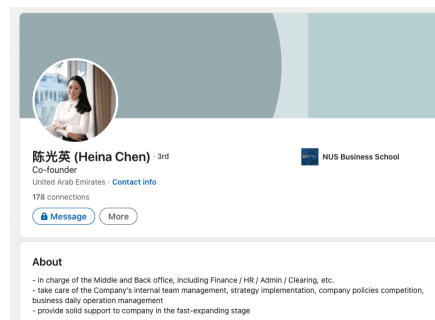 陈光英 (Heina Chen) · 3rd
NUS Business School
Co-founder
United Arab Emirates · Contact info
178 connections
Message
More
About
- in charge of the Middle and Back office, including Finance / HR / Admin / Clearing, etc.
- take care of the Company's internal team management, strategy implementation, company policies competition,
business daily operation management
- provide solid support to company in the fast-expanding stage